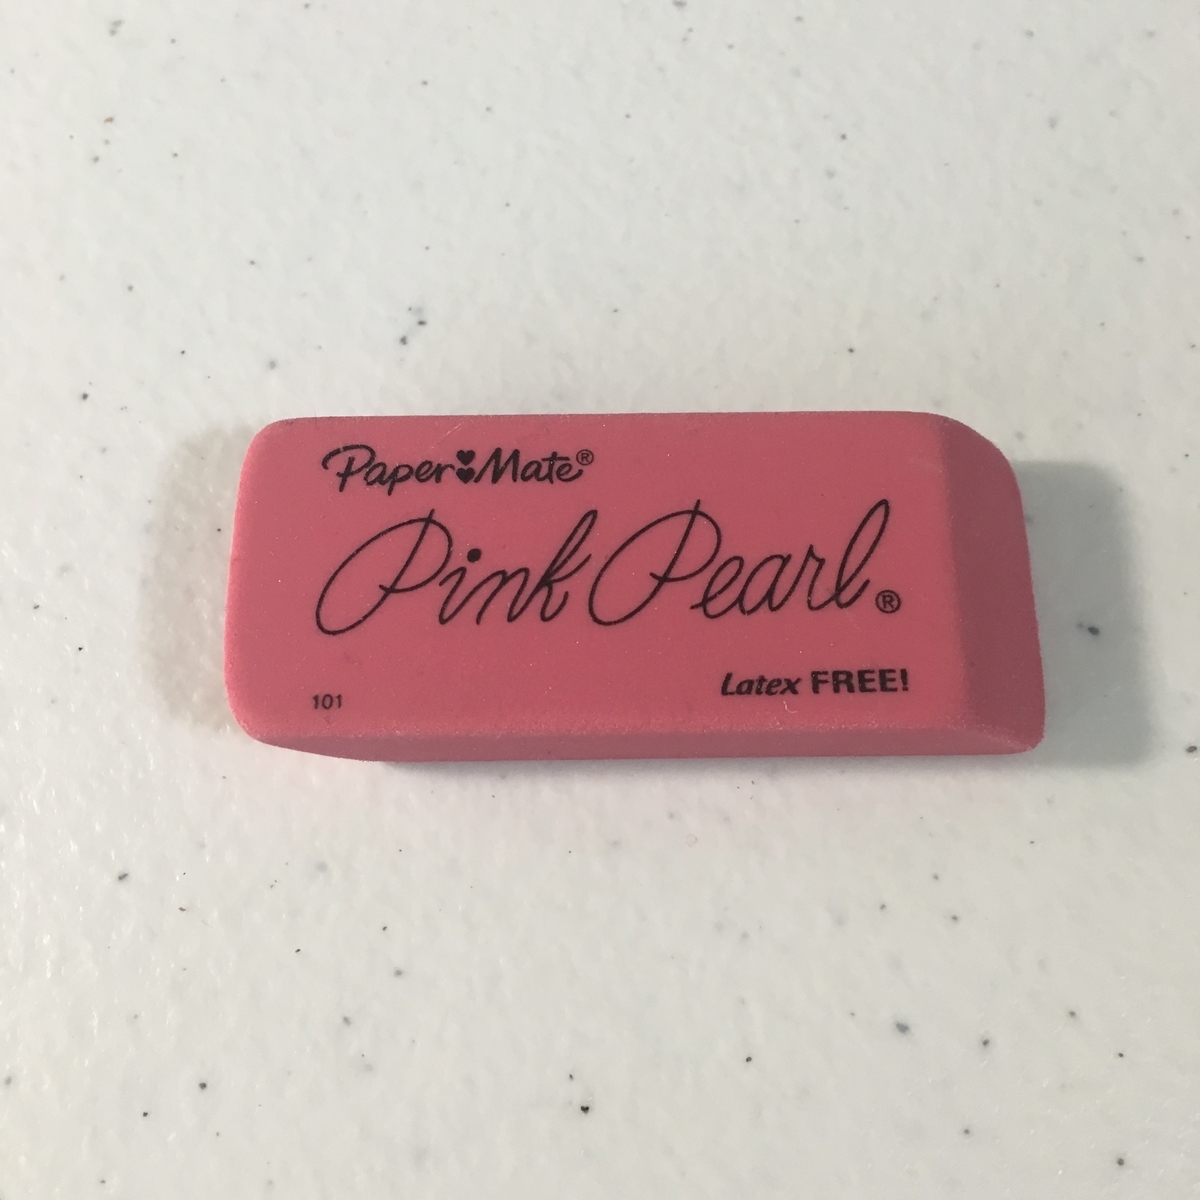 Paper Mate®
Pink Pearl®
Latex FREE!
101